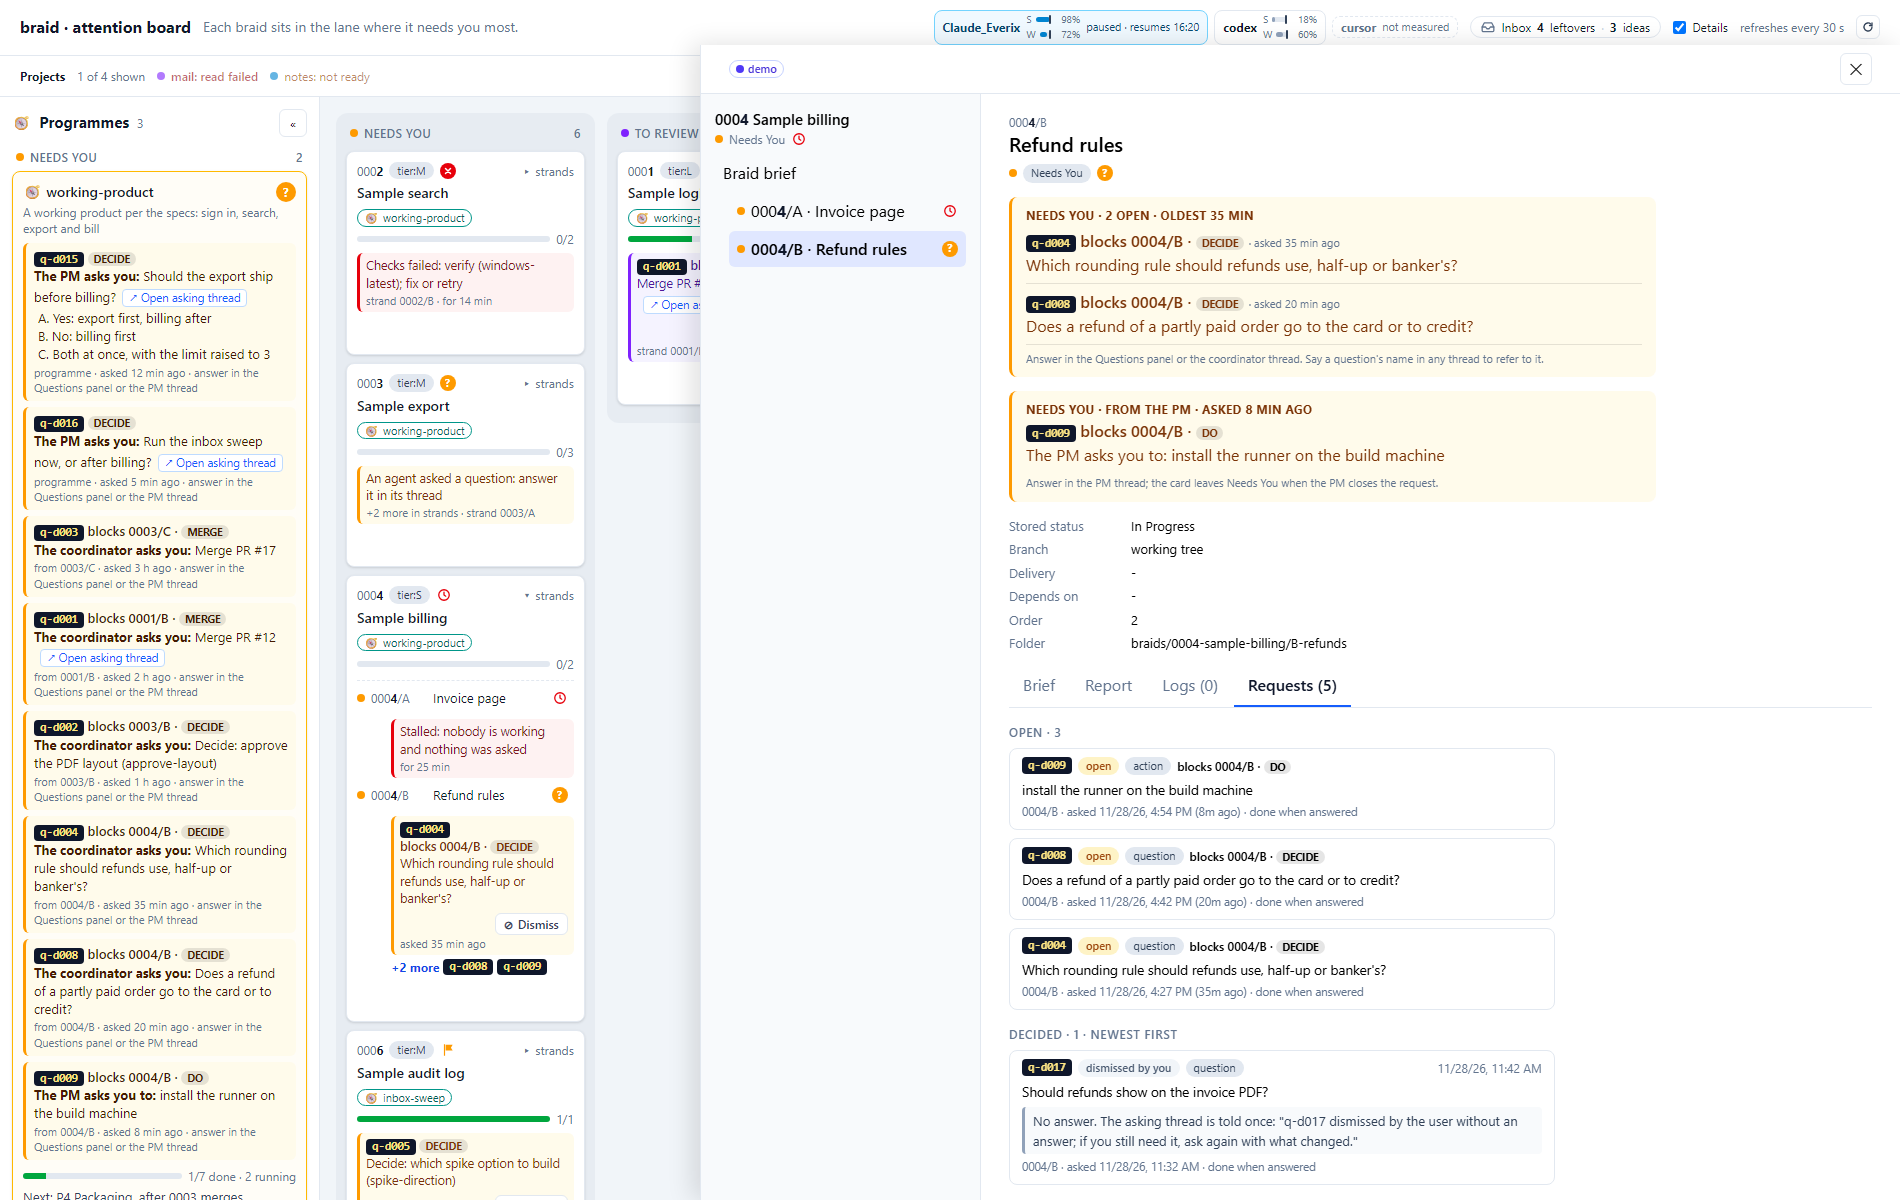 braid · attention board
Each braid sits in the lane where it needs you most.
Claude_Everix S 98% W 72% paused · resumes 16:20
codex S 18% W 60%
cursor not measured
Inbox 4 leftovers · 3 ideas
Details
refreshes every 30 s
Projects 1 of 4 shown mail: read failed notes: not ready
Programmes 3
«
NEEDS YOU 2
working-product ?
A working product per the specs: sign in, search,
export and bill
q-d015 DECIDE
The PM asks you: Should the export ship
before billing? ↗ Open asking thread
A. Yes: export first, billing after
B. No: billing first
C. Both at once, with the limit raised to 3
programme · asked 12 min ago · answer in the
Questions panel or the PM thread
q-d016 DECIDE
The PM asks you: Run the inbox sweep
now, or after billing? ↗ Open asking thread
programme · asked 5 min ago · answer in the
Questions panel or the PM thread
q-d003 blocks 0003/C · MERGE
The coordinator asks you: Merge PR #17
from 0003/C · asked 3 h ago · answer in the
Questions panel or the PM thread
q-d001 blocks 0001/B · MERGE
The coordinator asks you: Merge PR #12
↗ Open asking thread
from 0001/B · asked 2 h ago · answer in the
Questions panel or the PM thread
q-d002 blocks 0003/B · DECIDE
The coordinator asks you: Decide: approve
the PDF layout (approve-layout)
from 0003/B · asked 1 h ago · answer in the
Questions panel or the PM thread
q-d004 blocks 0004/B · DECIDE
The coordinator asks you: Which rounding
rule should refunds use, half-up or
banker's?
from 0004/B · asked 35 min ago · answer in the
Questions panel or the PM thread
q-d008 blocks 0004/B · DECIDE
The coordinator asks you: Does a refund
of a partly paid order go to the card or to
credit?
from 0004/B · asked 20 min ago · answer in the
Questions panel or the PM thread
q-d009 blocks 0004/B · DO
The PM asks you to: install the runner on
the build machine
from 0004/B · asked 8 min ago · answer in the
Questions panel or the PM thread
1/7 done · 2 running
Next: P4 Packaging, after 0003 merges
NEEDS YOU 6
0002 tier:M ▸ strands
Sample search
working-product
0/2
Checks failed: verify (windows-
latest); fix or retry
strand 0002/B · for 14 min
0003 tier:M ? ▸ strands
Sample export
working-product
0/3
An agent asked a question: answer
it in its thread
+2 more in strands · strand 0003/A
0004 tier:S ▾ strands
Sample billing
working-product
0/2
0004/A Invoice page
Stalled: nobody is working
and nothing was asked
for 25 min
0004/B Refund rules ?
q-d004
blocks 0004/B · DECIDE
Which rounding rule should
refunds use, half-up or
banker's?
Dismiss
asked 35 min ago
+2 more q-d008 q-d009
0006 tier:M ▸ strands
Sample audit log
inbox-sweep
1/1
q-d005 DECIDE
Decide: which spike option to build
(spike-direction)
TO REVIEW
0001 tier:L
Sample log
working-p
q-d001 bl
Merge PR #
↗ Open as
strand 0001/
demo
0004 Sample billing
Needs You
Braid brief
0004/A · Invoice page
0004/B · Refund rules ?
0004/B
Refund rules
Needs You ?
NEEDS YOU · 2 OPEN · OLDEST 35 MIN
q-d004 blocks 0004/B · DECIDE · asked 35 min ago
Which rounding rule should refunds use, half-up or banker's?
q-d008 blocks 0004/B · DECIDE · asked 20 min ago
Does a refund of a partly paid order go to the card or to credit?
Answer in the Questions panel or the coordinator thread. Say a question's name in any thread to refer to it.
NEEDS YOU · FROM THE PM · ASKED 8 MIN AGO
q-d009 blocks 0004/B · DO
The PM asks you to: install the runner on the build machine
Answer in the PM thread; the card leaves Needs You when the PM closes the request.
Stored status In Progress
Branch working tree
Delivery -
Depends on -
Order 2
Folder braids/0004-sample-billing/B-refunds
Brief Report Logs (0) Requests (5)
OPEN · 3
q-d009 open action blocks 0004/B · DO
install the runner on the build machine
0004/B · asked 11/28/26, 4:54 PM (8m ago) · done when answered
q-d008 open question blocks 0004/B · DECIDE
Does a refund of a partly paid order go to the card or to credit?
0004/B · asked 11/28/26, 4:42 PM (20m ago) · done when answered
q-d004 open question blocks 0004/B · DECIDE
Which rounding rule should refunds use, half-up or banker's?
0004/B · asked 11/28/26, 4:27 PM (35m ago) · done when answered
DECIDED · 1 · NEWEST FIRST
q-d017 dismissed by you question 11/28/26, 11:42 AM
Should refunds show on the invoice PDF?
No answer. The asking thread is told once: "q-d017 dismissed by the user without an
answer; if you still need it, ask again with what changed."
0004/B · asked 11/28/26, 11:32 AM · done when answered